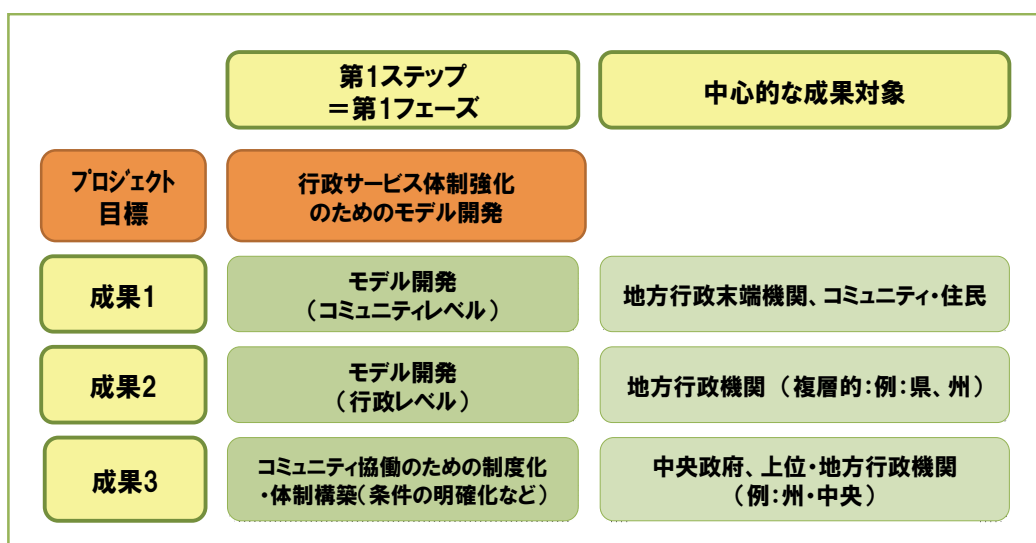 第1ステップ
＝第1フェーズ
中心的な成果対象
プロジェクト
目標
行政サービス体制強化
のためのモデル開発
成果1
モデル開発
（コミュニティレベル）
地方行政末端機関、コミュニティ・住民
成果2
モデル開発
（行政レベル）
地方行政機関（複層的：例：県、州）
成果3
コミュニティ協働のための制度化
・体制構築（条件の明確化など）
中央政府、上位・地方行政機関
（例：州・中央）